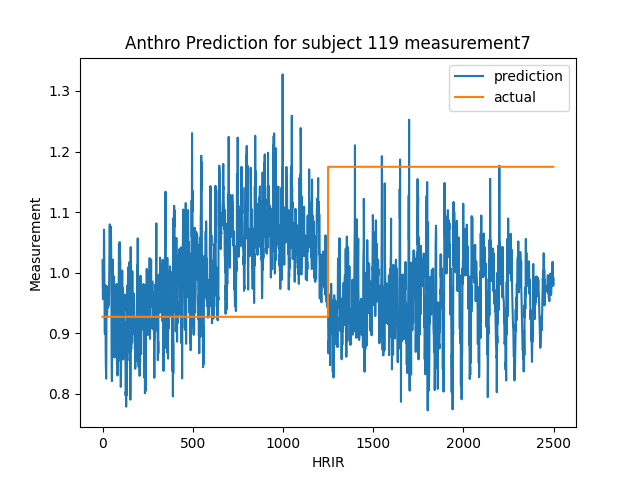 Anthro Prediction for subject 119 measurement7
prediction
actual
1.3
1.2
1.1
1.0
0.9
0.8
Measurement
0
500
1000
1500
2000
2500
HRIR